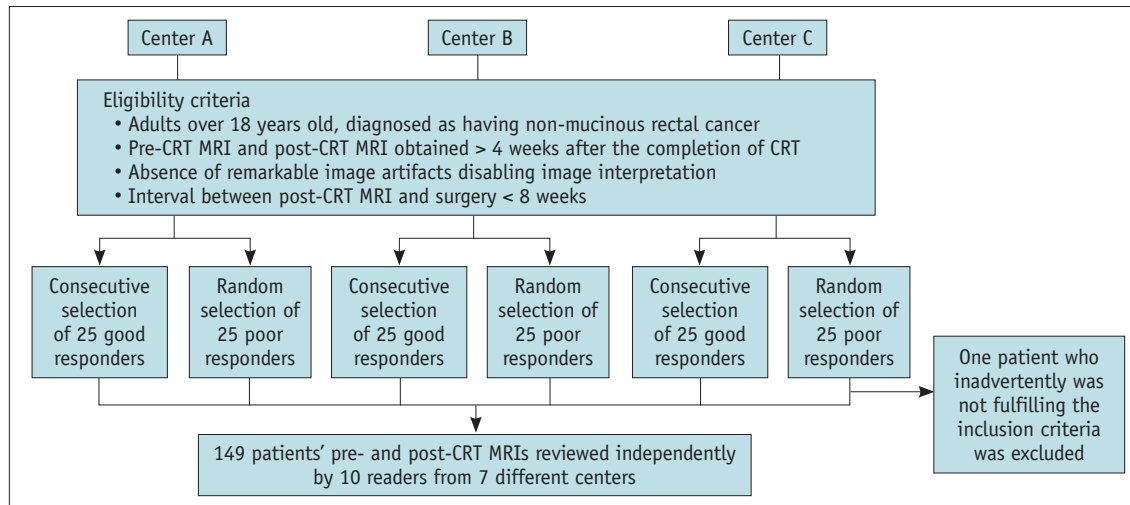 Center A
Center B
Center C
Eligibility criteria
• Adults over 18 years old, diagnosed as having non-mucinous rectal cancer
• Pre-CRT MRI and post-CRT MRI obtained > 4 weeks after the completion of CRT
• Absence of remarkable image artifacts disabling image interpretation
• Interval between post-CRT MRI and surgery < 8 weeks
Consecutive
selection
of 25 good
responders
Random
selection of
25 poor
responders
Consecutive
selection
of 25 good
responders
Random
selection of
25 poor
responders
Consecutive
selection
of 25 good
responders
Random
selection of
25 poor
responders
One patient who
inadvertently was
not fulfilling the
inclusion criteria
was excluded
149 patients’ pre- and post-CRT MRIs reviewed independently
by 10 readers from 7 different centers